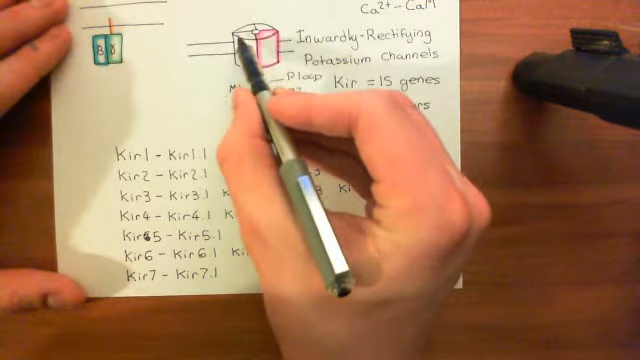 Ca²⁺ - CaM
β γ
Inwardly-Rectifying
Potassium Channels
P loop
Kir = 15 genes
Kir1 - Kir1.1
Kir2 - Kir2.1
Kir3 - Kir3.1
Kir4 - Kir4.1
Kir5 - Kir5.1
Kir6 - Kir6.1
Kir7 - Kir7.1